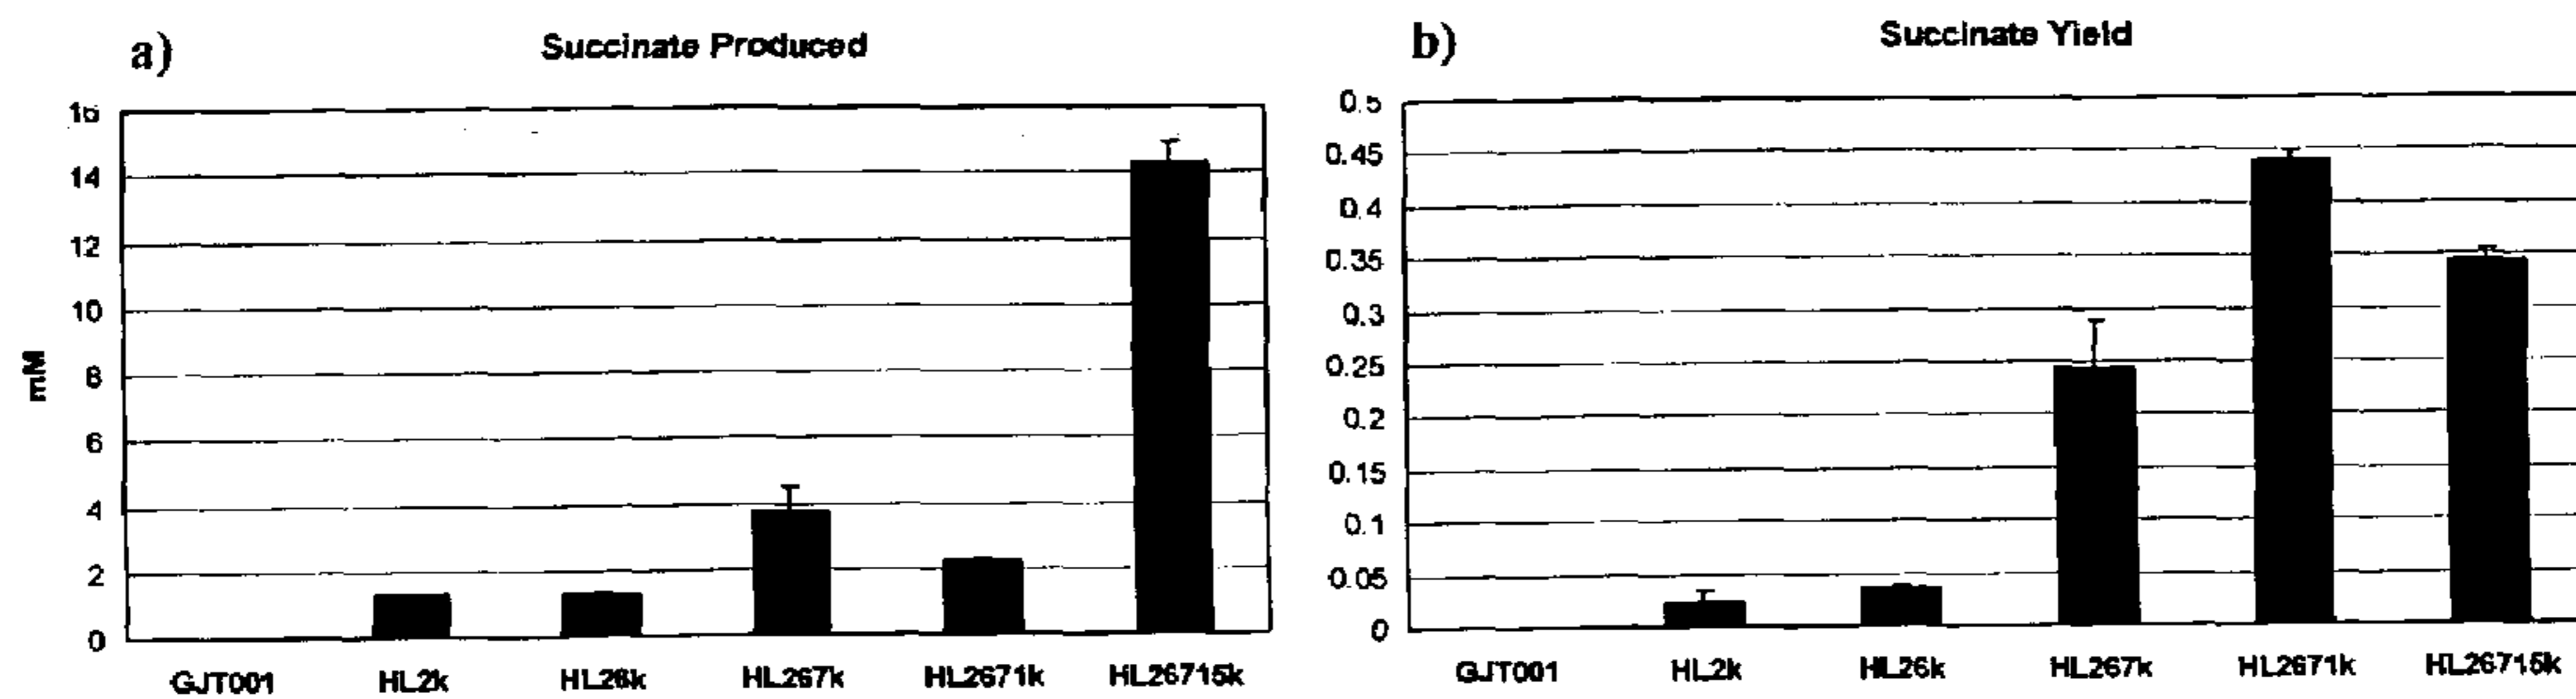 a)
Succinate Produced
16
14
12
10
8
6
4
2
0
mM
GJT001 HL2k HL26k HL267k HL2671k HL26715k
b)
Succinate Yield
0.5
0.45
0.4
0.35
0.3
0.25
0.2
0.15
0.1
0.05
0
GJT001 HL2k HL26k HL267k HL2671k HL26715k